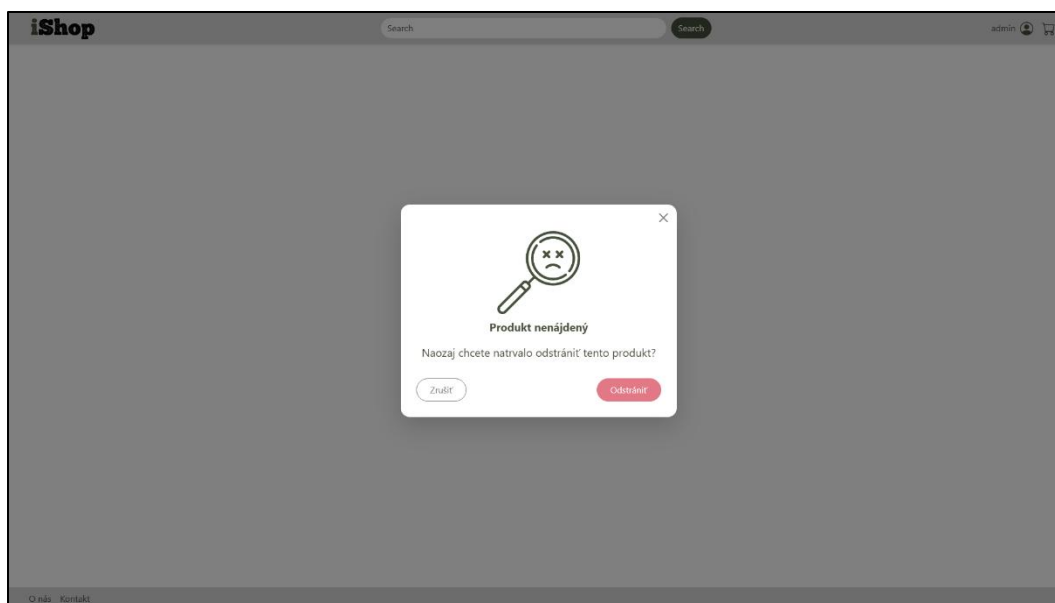 iShop
Search
Search
admin
Produkt nenájdený
Naozaj chcete natrvalo odstrániť tento produkt?
Zrušiť
Odstrániť
O nás Kontakt